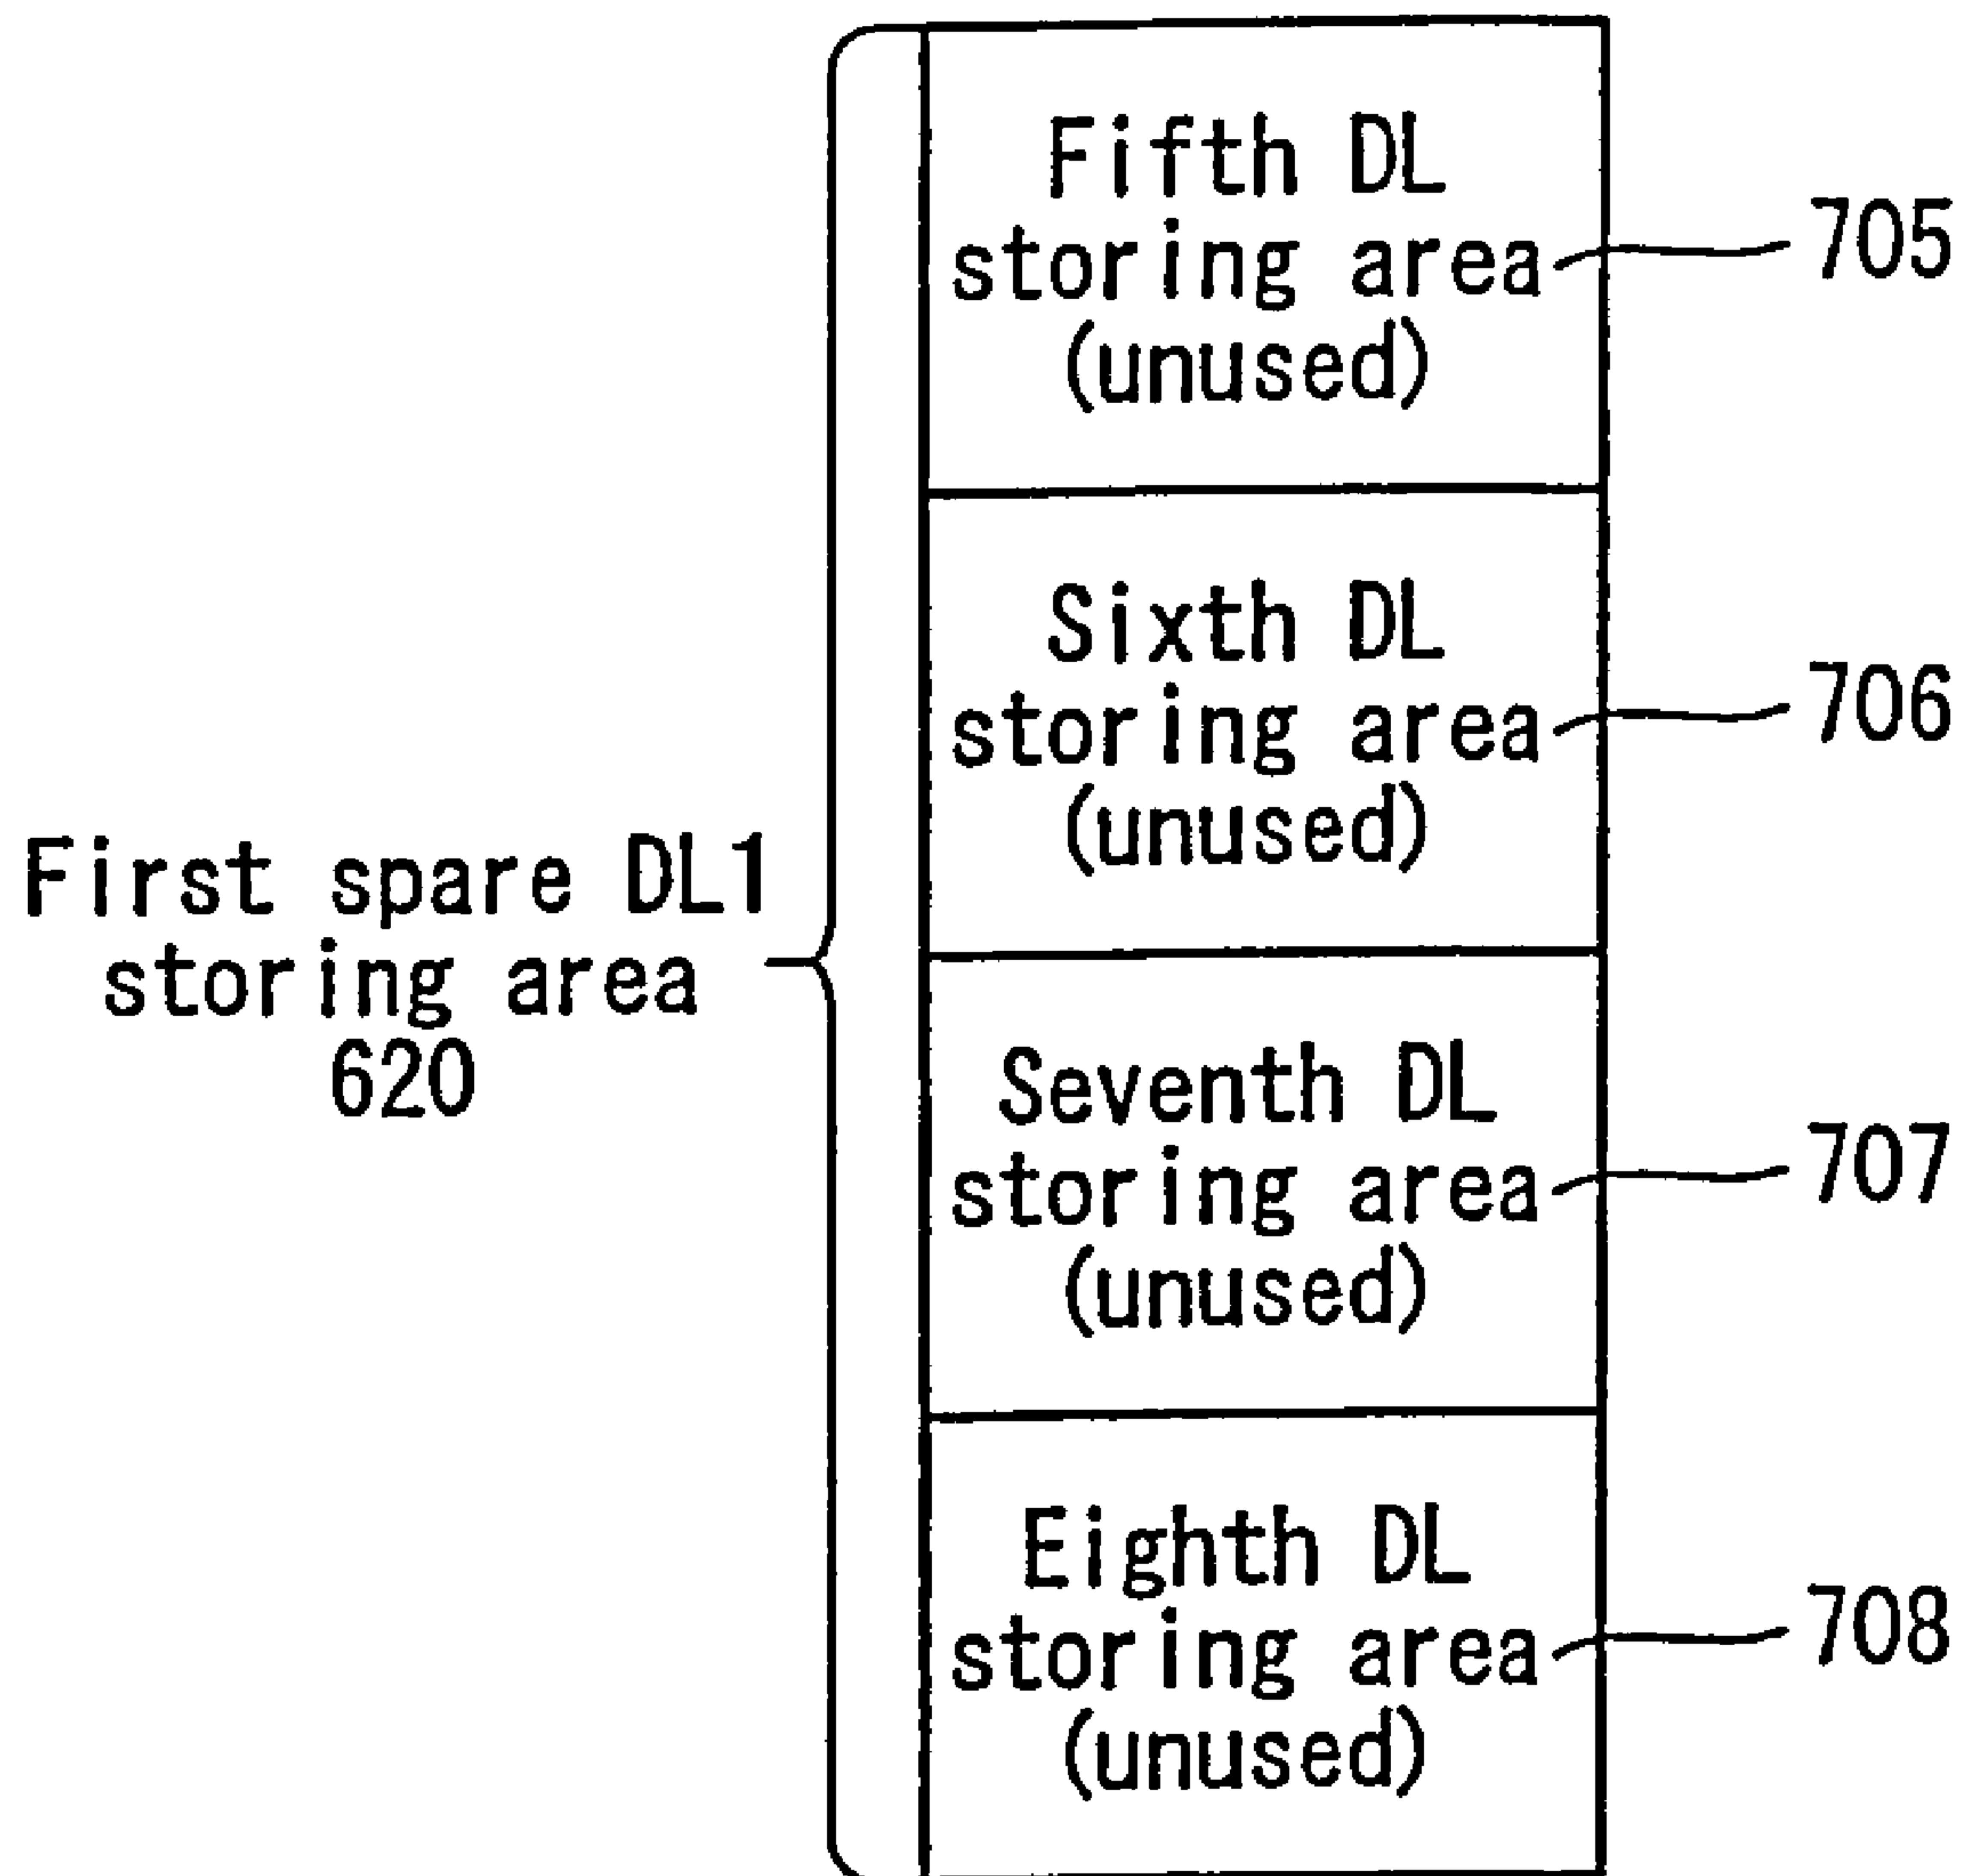 Fifth DL
storing area
(unused)
705
Sixth DL
storing area
(unused)
706
First spare DL1
storing area
620
Seventh DL
storing area
(unused)
707
Eighth DL
storing area
(unused)
708